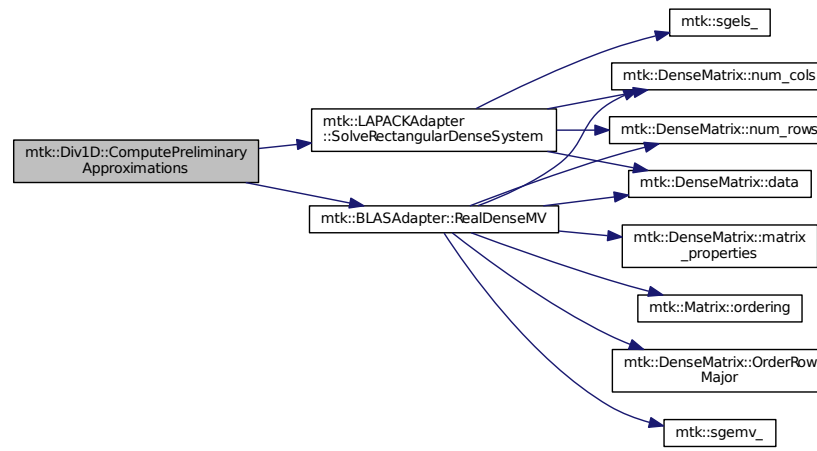 mtk::Div1D::ComputePreliminary
Approximations
mtk::LAPACKAdapter
::SolveRectangularDenseSystem
mtk::BLASAdapter::RealDenseMV
mtk::sgels_
mtk::DenseMatrix::num_cols
mtk::DenseMatrix::num_rows
mtk::DenseMatrix::data
mtk::DenseMatrix::matrix
_properties
mtk::Matrix::ordering
mtk::DenseMatrix::OrderRow
Major
mtk::sgemv_